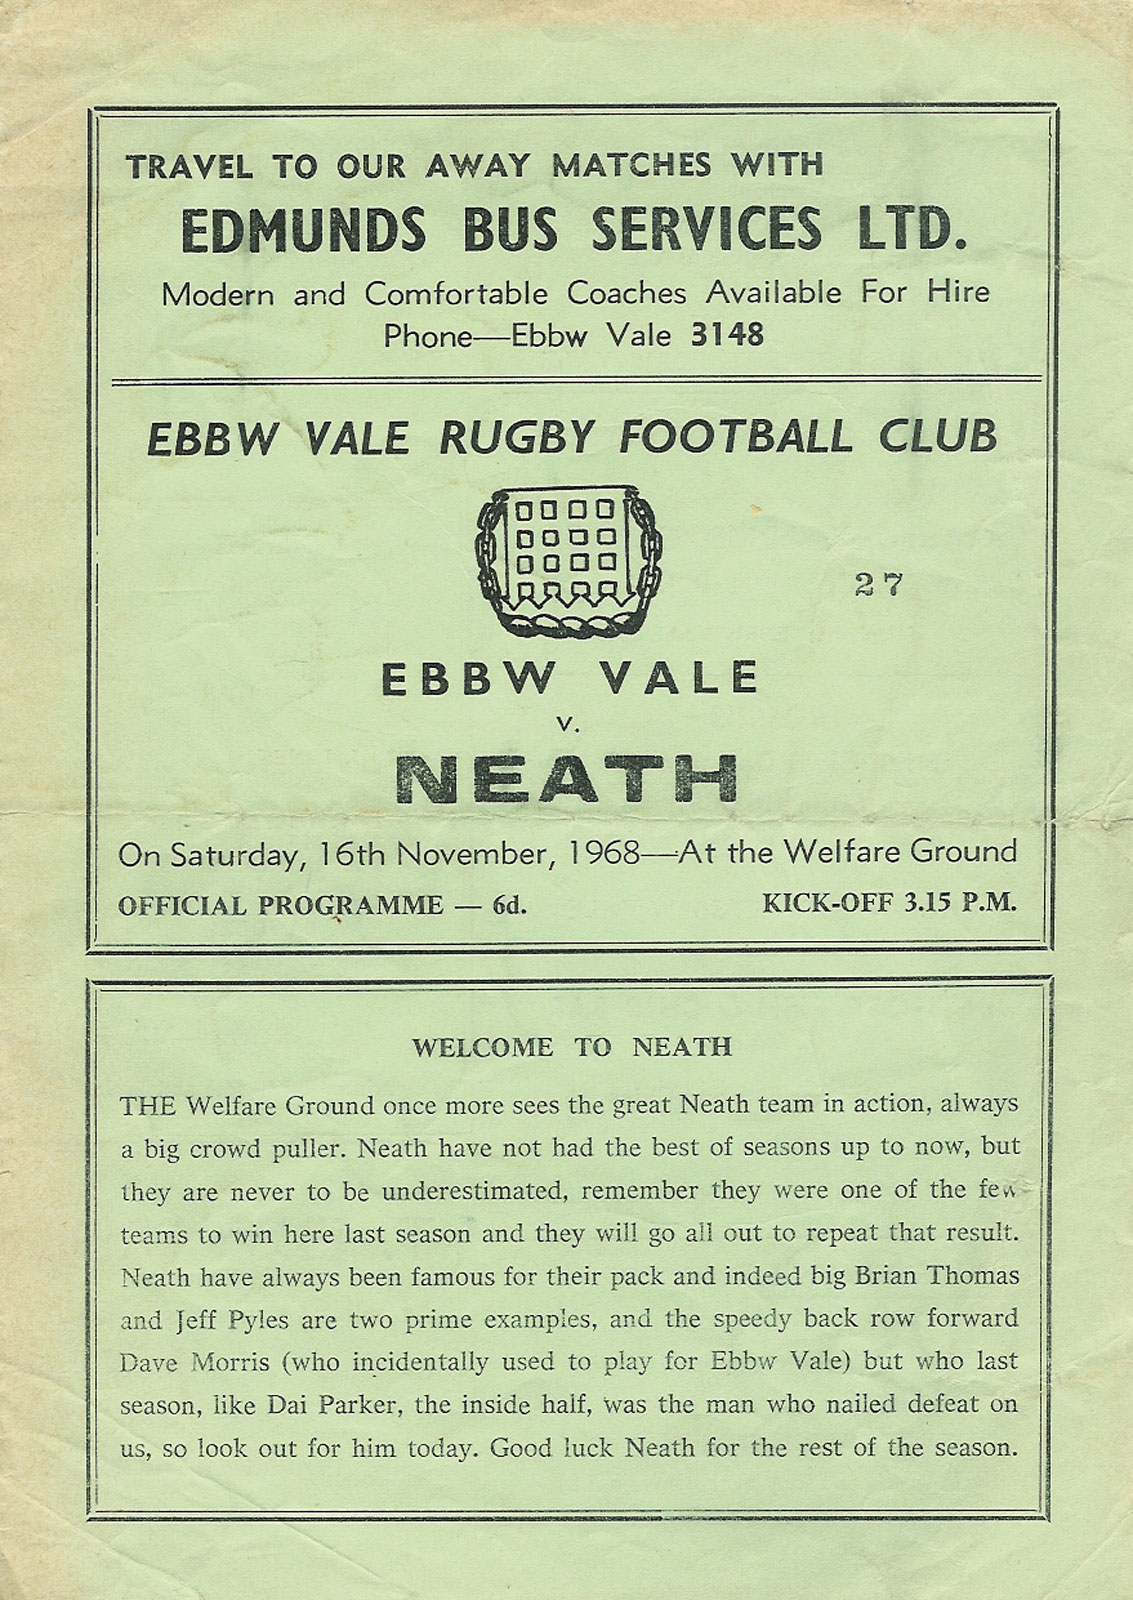 TRAVEL TO OUR AWAY MATCHES WITH
EDMUNDS BUS SERVICES LTD.
Modern and Comfortable Coaches Available For Hire
Phone—Ebbw Vale 3148
EBBW VALE RUGBY FOOTBALL CLUB
27
EBBW VALE
v.
NEATH
On Saturday, 16th November, 1968—At the Welfare Ground
OFFICIAL PROGRAMME — 6d. KICK-OFF 3.15 P.M.
WELCOME TO NEATH
THE Welfare Ground once more sees the great Neath team in action, always
a big crowd puller. Neath have not had the best of seasons up to now, but
they are never to be underestimated, remember they were one of the few
teams to win here last season and they will go all out to repeat that result.
Neath have always been famous for their pack and indeed big Brian Thomas
and Jeff Pyles are two prime examples, and the speedy back row forward
Dave Morris (who incidentally used to play for Ebbw Vale) but who last
season, like Dai Parker, the inside half, was the man who nailed defeat on
us, so look out for him today. Good luck Neath for the rest of the season.